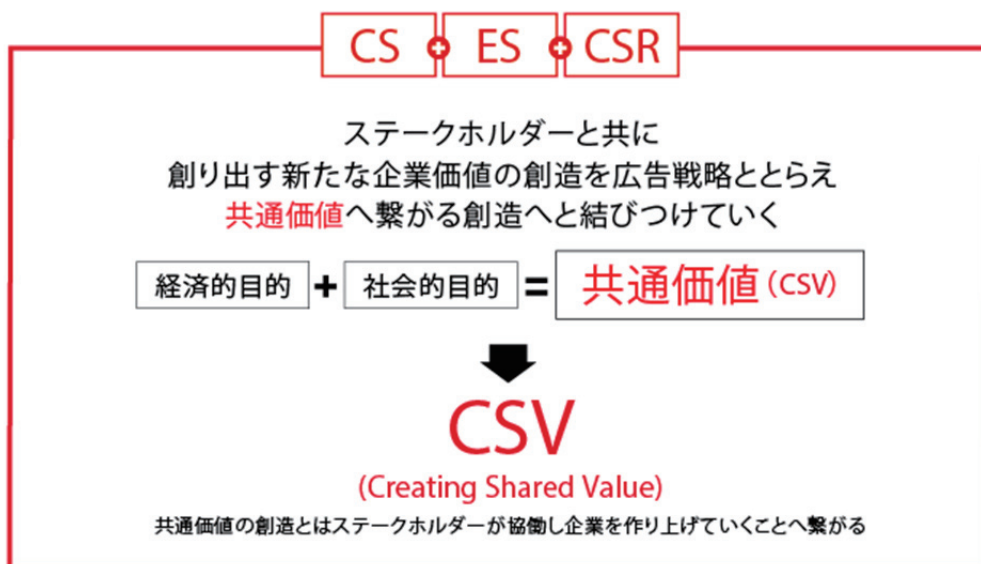 CS + ES + CSR
ステークホルダーと共に
創り出す新たな企業価値の創造を広告戦略ととらえ
共通価値へ繋がる創造へと結びつけていく
経済的目的 + 社会的目的 = 共通価値(CSV)
CSV
(Creating Shared Value)
共通価値の創造とはステークホルダーが協働し企業を作り上げていくことへ繋がる